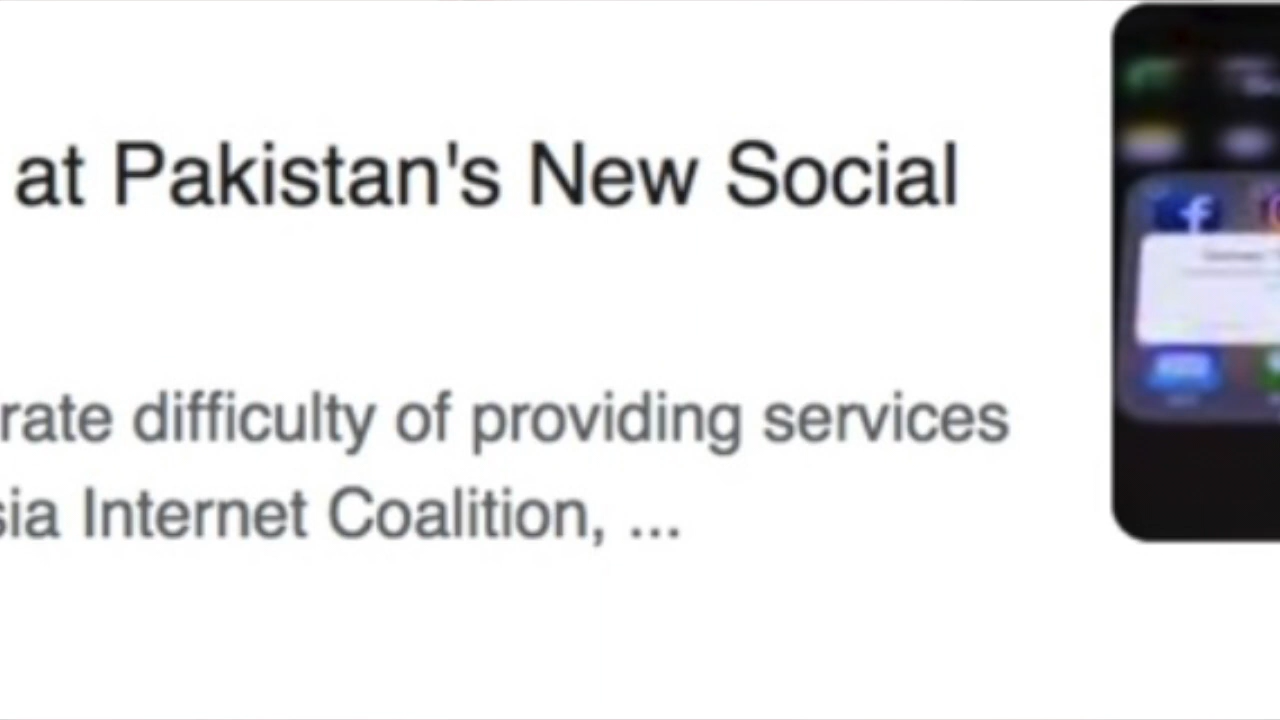 at Pakistan's New Social
rate difficulty of providing services
sia Internet Coalition, ...